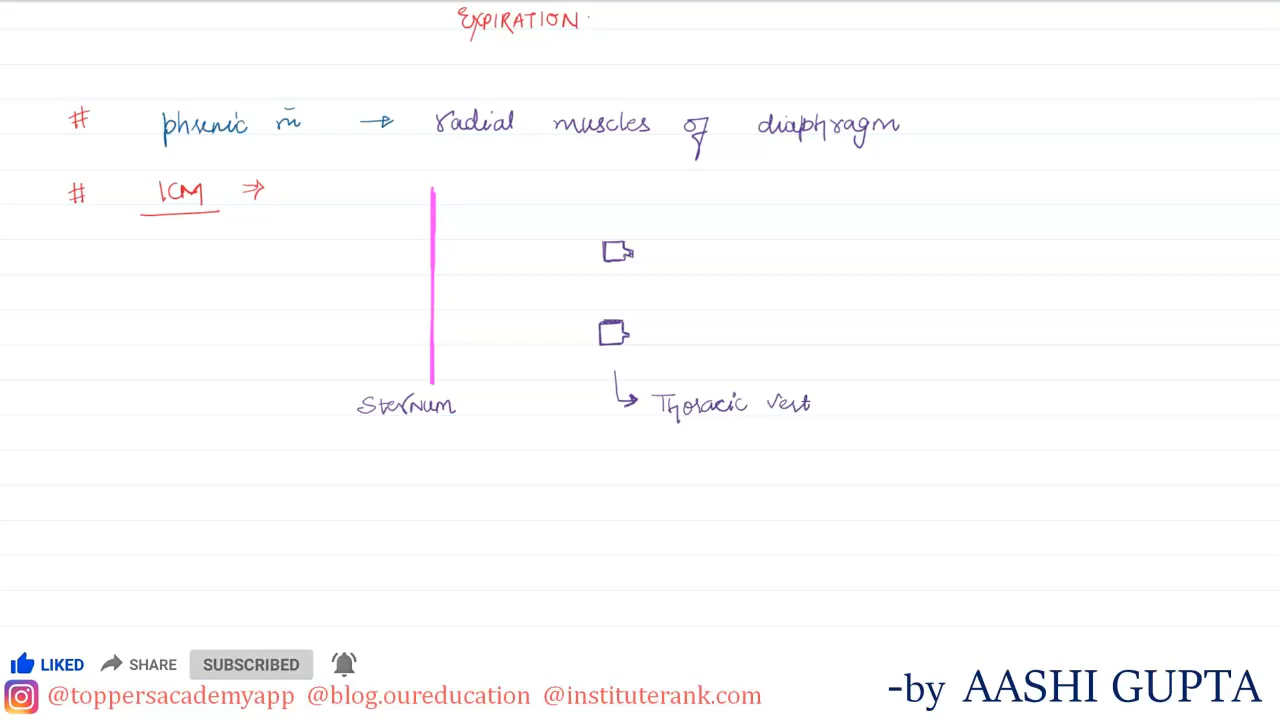 EXPIRATION
# phrenic n̄ → radial muscles of diaphragm
# ICM ⇒
Sternum
Thoracic vert
LIKED SHARE SUBSCRIBED
@toppersacademyapp @blog.oureducation @instituterank.com
-by AASHI GUPTA